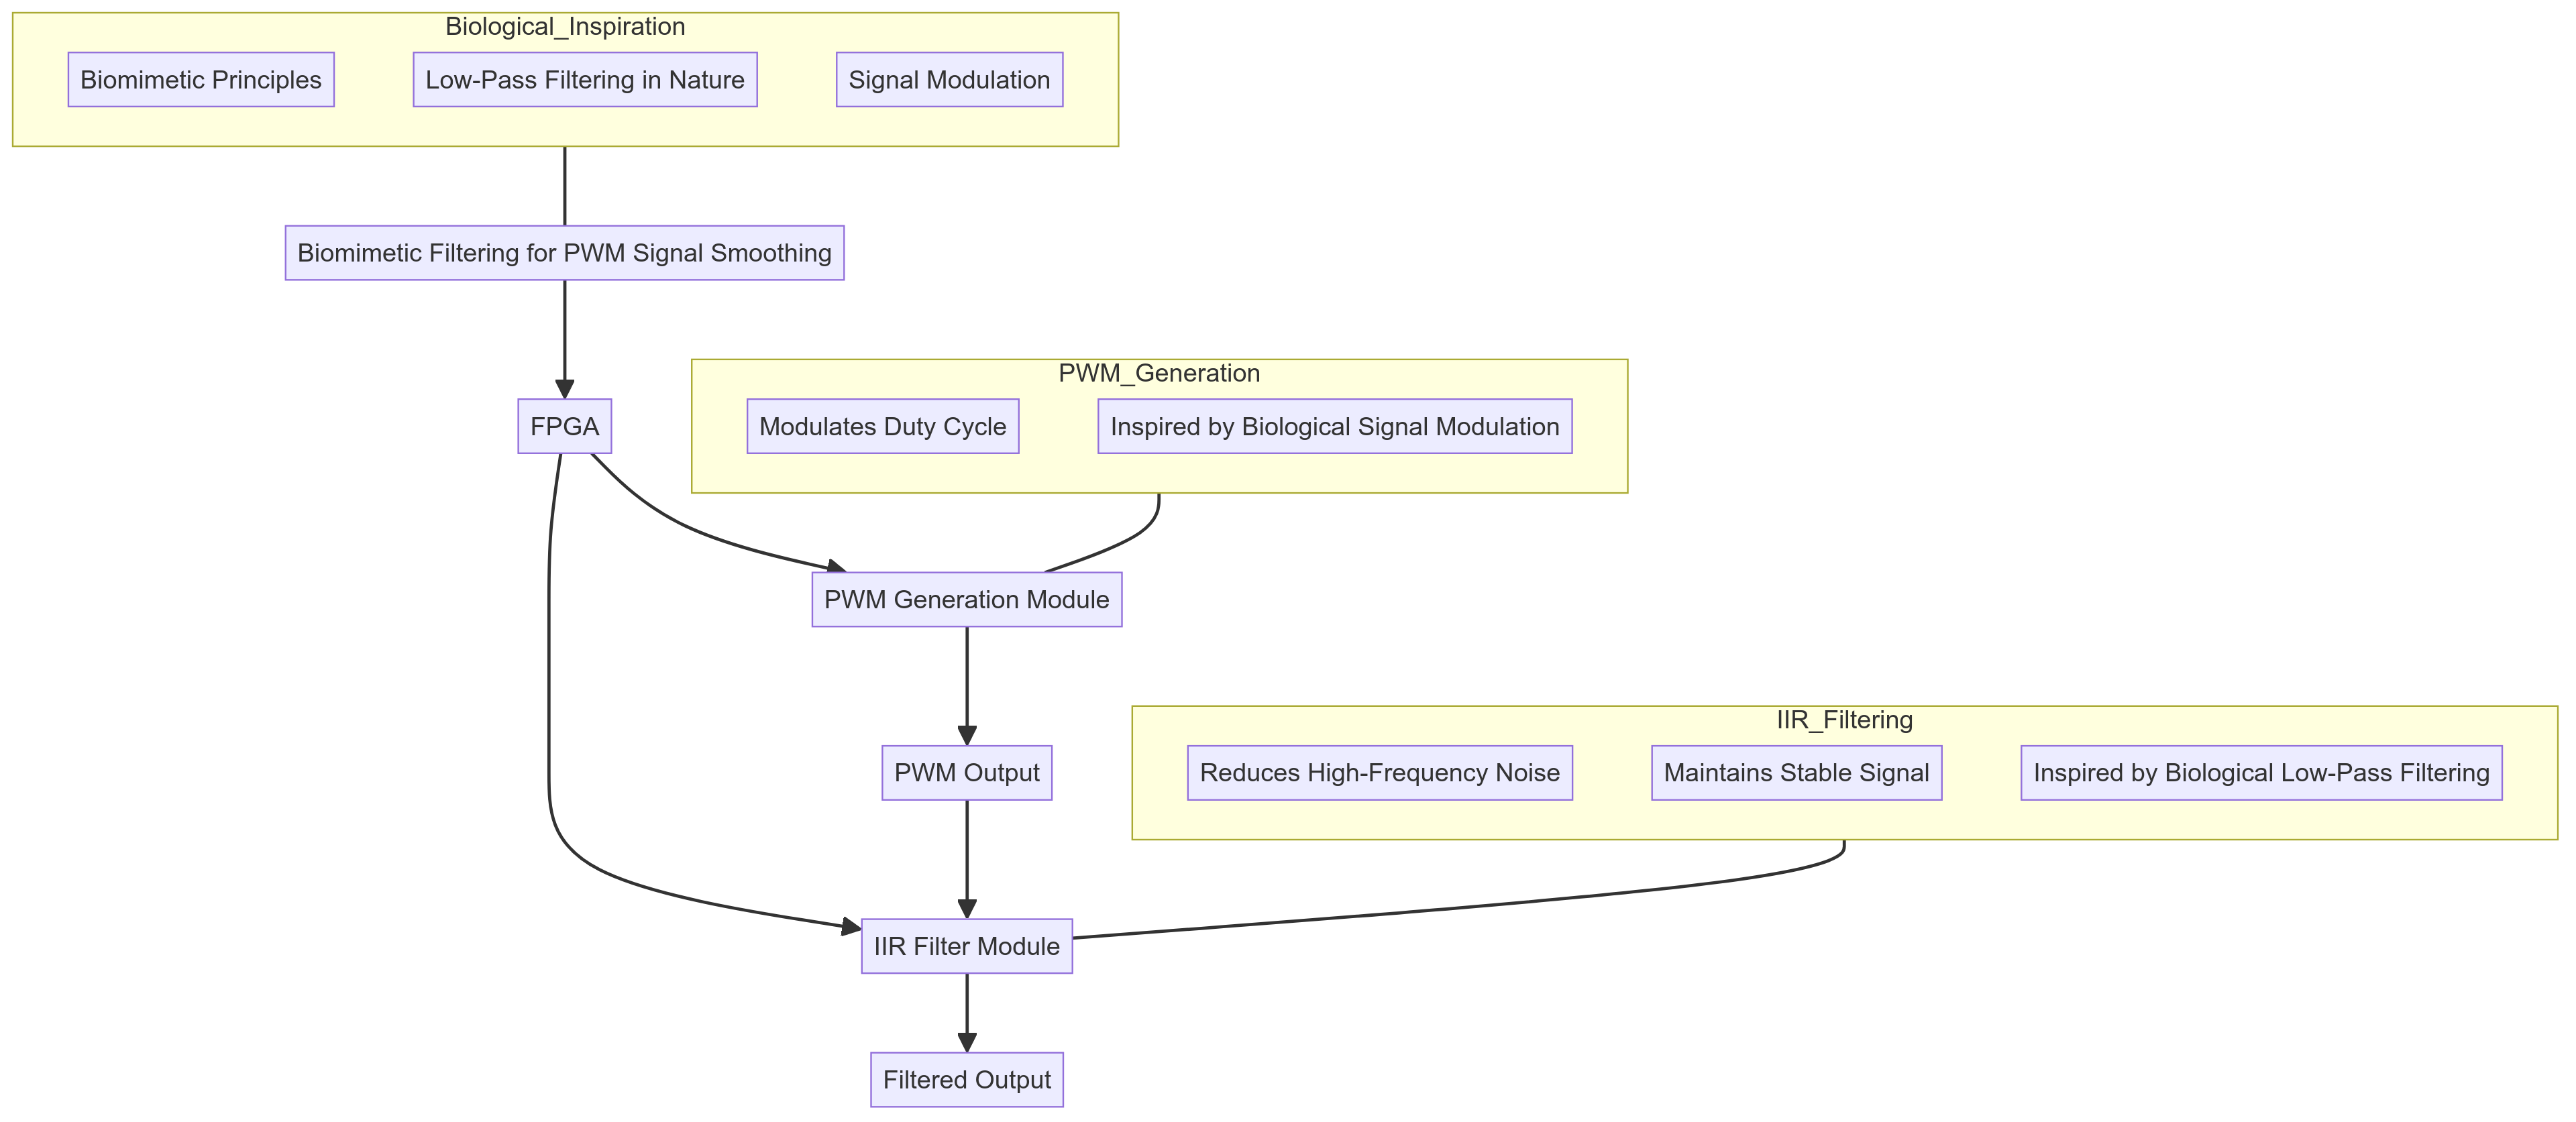 Biological_Inspiration
Biomimetic Principles
Low-Pass Filtering in Nature
Signal Modulation
Biomimetic Filtering for PWM Signal Smoothing
PWM_Generation
FPGA
Modulates Duty Cycle
Inspired by Biological Signal Modulation
PWM Generation Module
IIR_Filtering
PWM Output
Reduces High-Frequency Noise
Maintains Stable Signal
Inspired by Biological Low-Pass Filtering
IIR Filter Module
Filtered Output